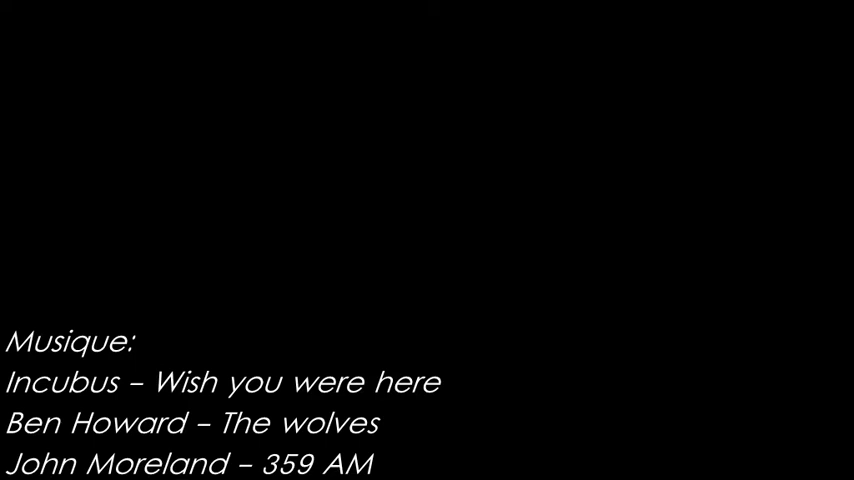 Musique:
Incubus – Wish you were here
Ben Howard – The wolves
John Moreland – 359 AM